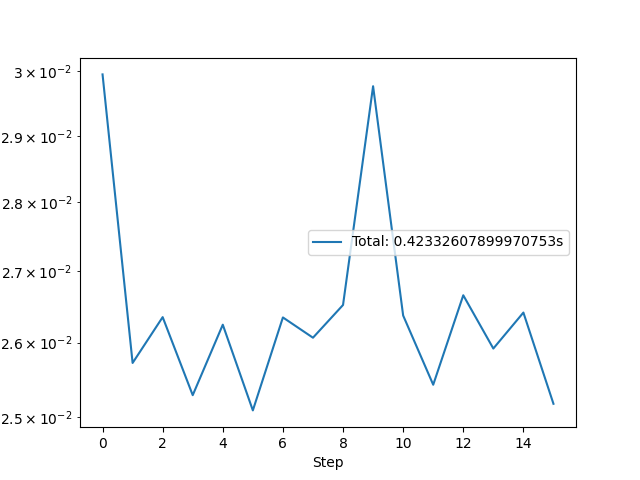 3 × 10⁻²
2.9 × 10⁻²
2.8 × 10⁻²
Total: 0.42332607899970753s
2.7 × 10⁻²
2.6 × 10⁻²
2.5 × 10⁻²
0 2 4 6 8 10 12 14
Step